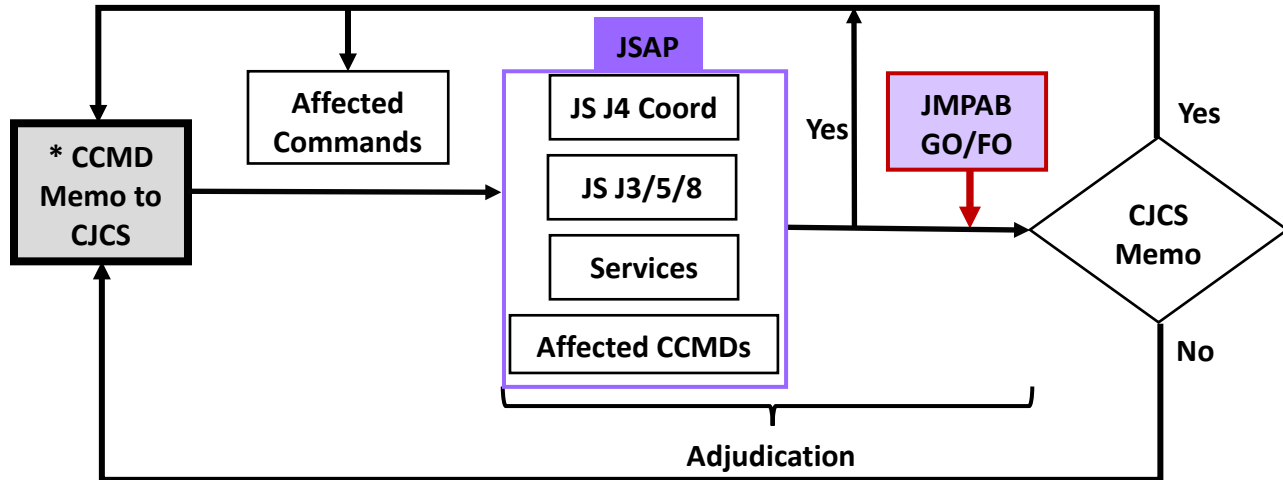 JSAP
Affected
Commands
JS J4 Coord
JMPAB
GO/FO
Yes
Yes
* CCMD
Memo to
CJCS
JS J3/5/8
CJCS
Memo
Services
Affected CCMDs
No
Adjudication